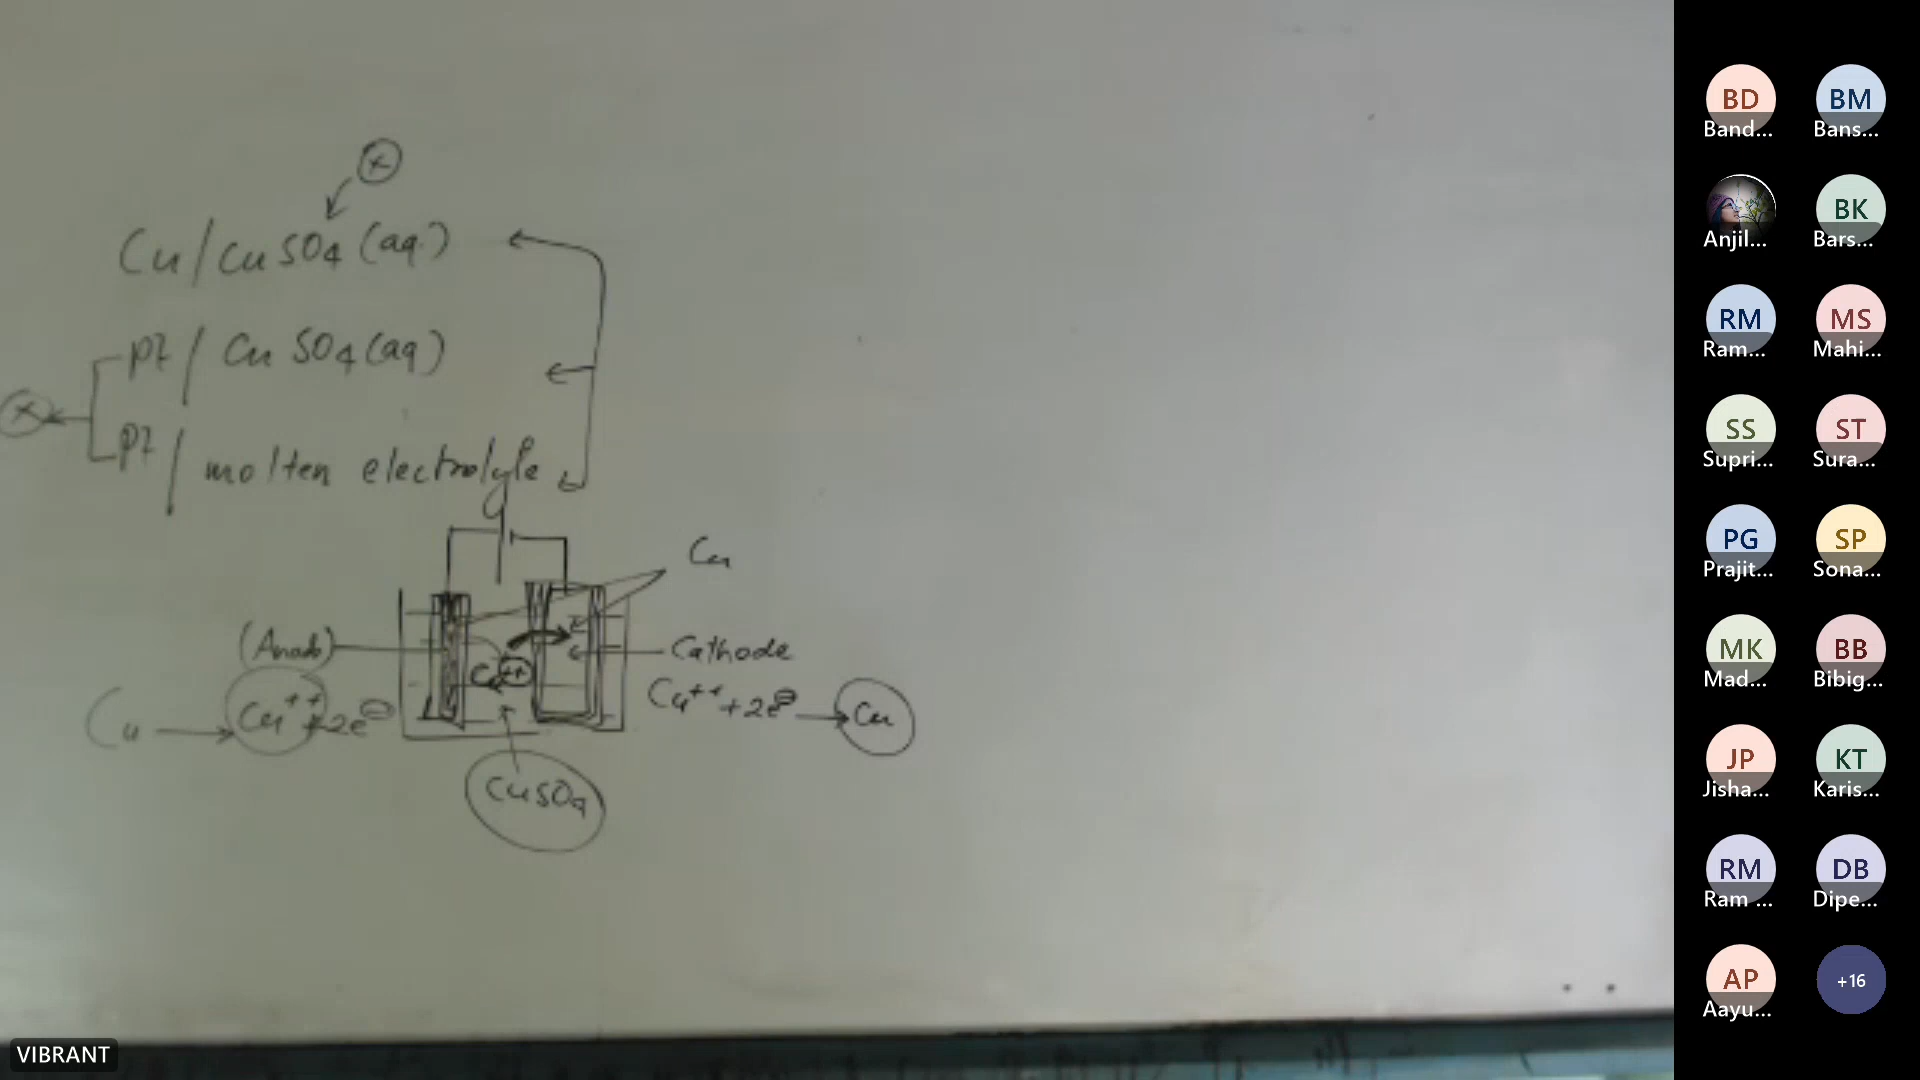 +
Cu/CuSO4 (aq.)
pt / CuSO4 (aq)
x
pt / molten electrolyte
Cu
(Anode)
Cathode
Cu++
Cu → Cu++ + 2e⊖
Cu++ + 2e⊖ → Cu
CuSO4
VIBRANT
BD
Band...
BM
Bans...
Anjil...
BK
Bars...
RM
Ram...
MS
Mahi...
SS
Supri...
ST
Sura...
PG
Prajit...
SP
Sona...
MK
Mad...
BB
Bibig...
JP
Jisha...
KT
Karis...
RM
Ram ...
DB
Dipe...
AP
Aayu...
+16